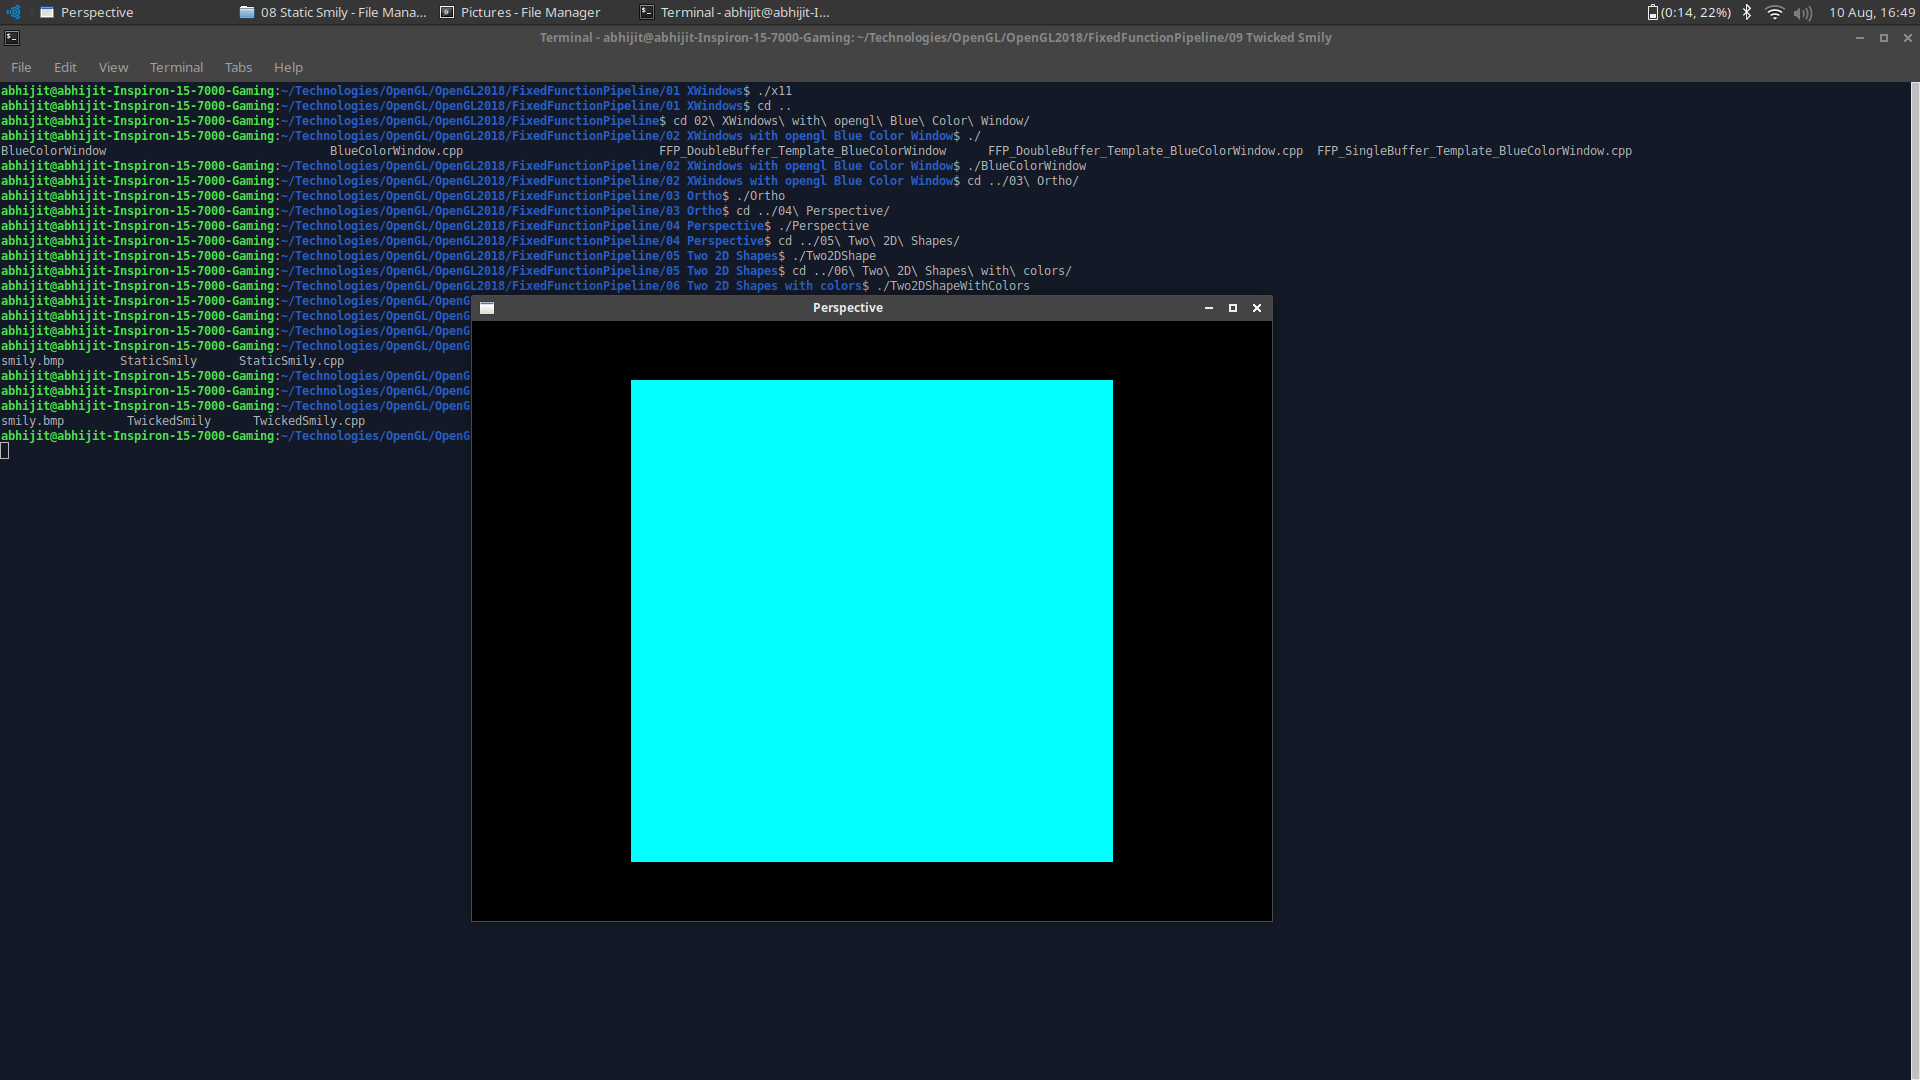 Perspective
08 Static Smily - File Mana...
Pictures - File Manager
Terminal - abhijit@abhijit-I...
(0:14, 22%)
10 Aug, 16:49
Terminal - abhijit@abhijit-Inspiron-15-7000-Gaming: ~/Technologies/OpenGL/OpenGL2018/FixedFunctionPipeline/09 Twicked Smily
File Edit View Terminal Tabs Help
abhijit@abhijit-Inspiron-15-7000-Gaming:~/Technologies/OpenGL/OpenGL2018/FixedFunctionPipeline/01 XWindows$ ./x11
abhijit@abhijit-Inspiron-15-7000-Gaming:~/Technologies/OpenGL/OpenGL2018/FixedFunctionPipeline/01 XWindows$ cd ..
abhijit@abhijit-Inspiron-15-7000-Gaming:~/Technologies/OpenGL/OpenGL2018/FixedFunctionPipeline$ cd 02\ XWindows\ with\ opengl\ Blue\ Color\ Window/
abhijit@abhijit-Inspiron-15-7000-Gaming:~/Technologies/OpenGL/OpenGL2018/FixedFunctionPipeline/02 XWindows with opengl Blue Color Window$ ./
BlueColorWindow BlueColorWindow.cpp FFP_DoubleBuffer_Template_BlueColorWindow FFP_DoubleBuffer_Template_BlueColorWindow.cpp FFP_SingleBuffer_Template_BlueColorWindow.cpp
abhijit@abhijit-Inspiron-15-7000-Gaming:~/Technologies/OpenGL/OpenGL2018/FixedFunctionPipeline/02 XWindows with opengl Blue Color Window$ ./BlueColorWindow
abhijit@abhijit-Inspiron-15-7000-Gaming:~/Technologies/OpenGL/OpenGL2018/FixedFunctionPipeline/02 XWindows with opengl Blue Color Window$ cd ../03\ Ortho/
abhijit@abhijit-Inspiron-15-7000-Gaming:~/Technologies/OpenGL/OpenGL2018/FixedFunctionPipeline/03 Ortho$ ./Ortho
abhijit@abhijit-Inspiron-15-7000-Gaming:~/Technologies/OpenGL/OpenGL2018/FixedFunctionPipeline/03 Ortho$ cd ../04\ Perspective/
abhijit@abhijit-Inspiron-15-7000-Gaming:~/Technologies/OpenGL/OpenGL2018/FixedFunctionPipeline/04 Perspective$ ./Perspective
abhijit@abhijit-Inspiron-15-7000-Gaming:~/Technologies/OpenGL/OpenGL2018/FixedFunctionPipeline/04 Perspective$ cd ../05\ Two\ 2D\ Shapes/
abhijit@abhijit-Inspiron-15-7000-Gaming:~/Technologies/OpenGL/OpenGL2018/FixedFunctionPipeline/05 Two 2D Shapes$ ./Two2DShape
abhijit@abhijit-Inspiron-15-7000-Gaming:~/Technologies/OpenGL/OpenGL2018/FixedFunctionPipeline/05 Two 2D Shapes$ cd ../06\ Two\ 2D\ Shapes\ with\ colors/
abhijit@abhijit-Inspiron-15-7000-Gaming:~/Technologies/OpenGL/OpenGL2018/FixedFunctionPipeline/06 Two 2D Shapes with colors$ ./Two2DShapeWithColors
abhijit@abhijit-Inspiron-15-7000-Gaming:~/Technologies/OpenGL/OpenG
abhijit@abhijit-Inspiron-15-7000-Gaming:~/Technologies/OpenGL/OpenG
abhijit@abhijit-Inspiron-15-7000-Gaming:~/Technologies/OpenGL/OpenG
abhijit@abhijit-Inspiron-15-7000-Gaming:~/Technologies/OpenGL/OpenG
smily.bmp StaticSmily StaticSmily.cpp
abhijit@abhijit-Inspiron-15-7000-Gaming:~/Technologies/OpenGL/OpenG
abhijit@abhijit-Inspiron-15-7000-Gaming:~/Technologies/OpenGL/OpenG
abhijit@abhijit-Inspiron-15-7000-Gaming:~/Technologies/OpenGL/OpenG
smily.bmp TwickedSmily TwickedSmily.cpp
abhijit@abhijit-Inspiron-15-7000-Gaming:~/Technologies/OpenGL/OpenG
Perspective